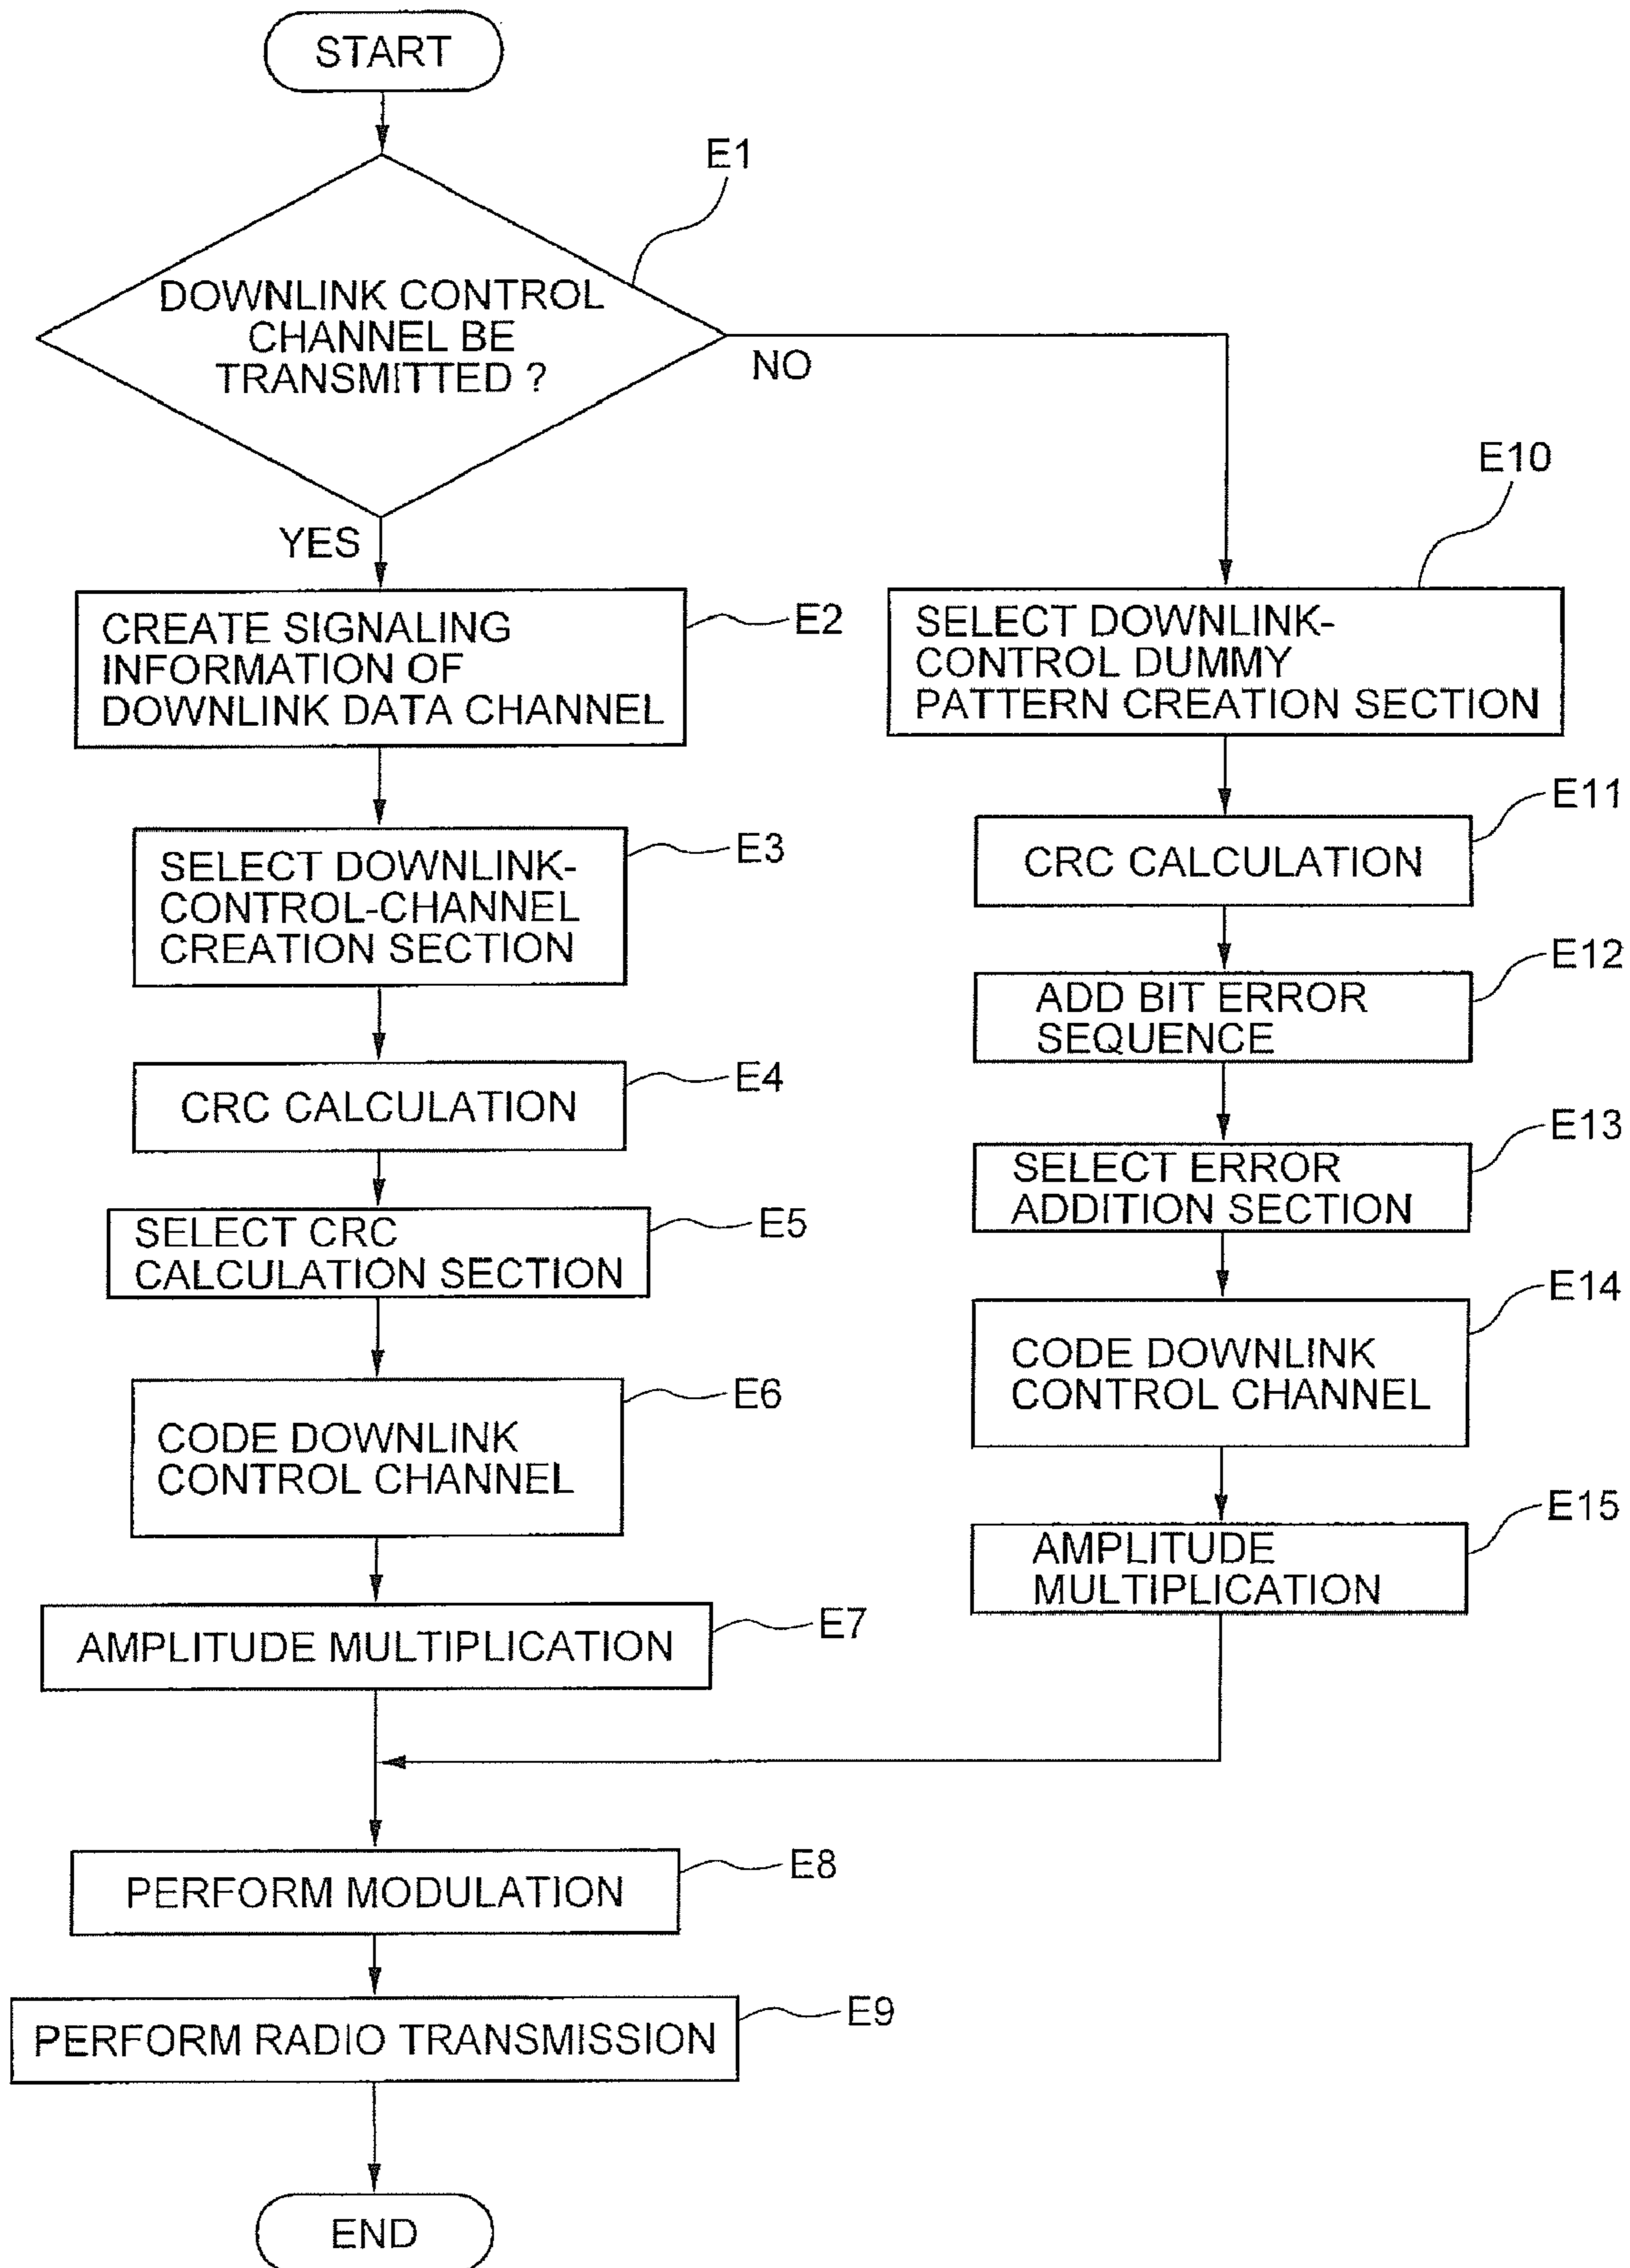 START
E1
DOWNLINK CONTROL
CHANNEL BE
TRANSMITTED ?
NO
YES
E2
CREATE SIGNALING
INFORMATION OF
DOWNLINK DATA CHANNEL
E3
SELECT DOWNLINK-
CONTROL-CHANNEL
CREATION SECTION
E4
CRC CALCULATION
E5
SELECT CRC
CALCULATION SECTION
E6
CODE DOWNLINK
CONTROL CHANNEL
E7
AMPLITUDE MULTIPLICATION
E10
SELECT DOWNLINK-
CONTROL DUMMY
PATTERN CREATION SECTION
E11
CRC CALCULATION
E12
ADD BIT ERROR
SEQUENCE
E13
SELECT ERROR
ADDITION SECTION
E14
CODE DOWNLINK
CONTROL CHANNEL
E15
AMPLITUDE
MULTIPLICATION
E8
PERFORM MODULATION
E9
PERFORM RADIO TRANSMISSION
END